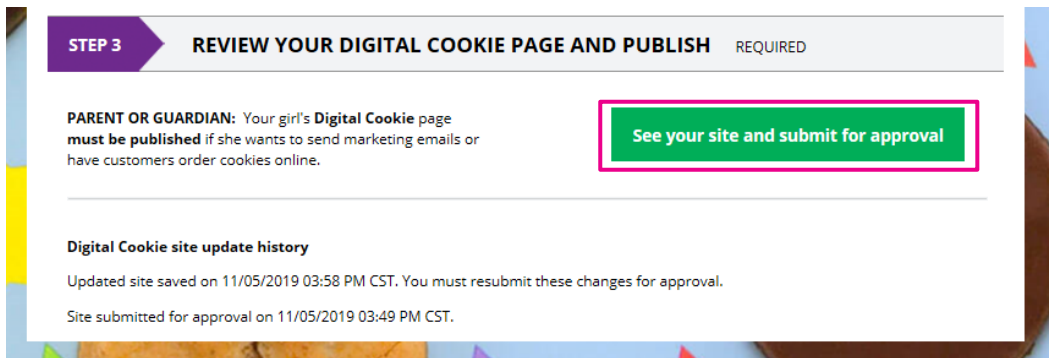 STEP 3 REVIEW YOUR DIGITAL COOKIE PAGE AND PUBLISH REQUIRED
PARENT OR GUARDIAN: Your girl's Digital Cookie page
must be published if she wants to send marketing emails or
have customers order cookies online.
See your site and submit for approval
Digital Cookie site update history
Updated site saved on 11/05/2019 03:58 PM CST. You must resubmit these changes for approval.
Site submitted for approval on 11/05/2019 03:49 PM CST.